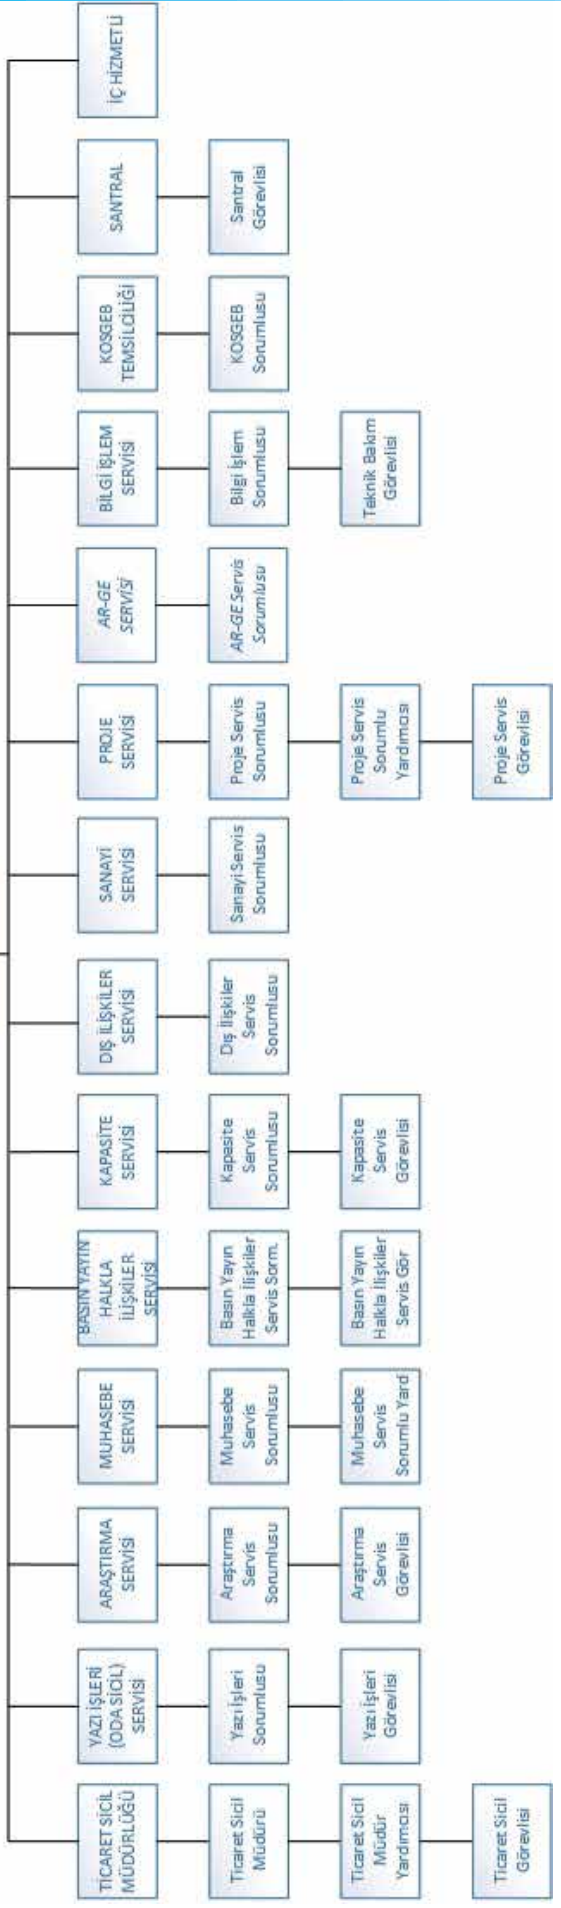 TİCARET SİCİL
MÜDÜRLÜĞÜ
YAZI İŞLERİ
(ODA SİCİL)
SERVİSİ
ARAŞTIRMA
SERVİSİ
MUHASEBE
SERVİSİ
BASIN YAYIN
HALKLA
İLİŞKİLER
SERVİSİ
KAPASİTE
SERVİSİ
DIŞ İLİŞKİLER
SERVİSİ
SANAYİ
SERVİSİ
PROJE
SERVİSİ
AR-GE
SERVİSİ
BİLGİ İŞLEM
SERVİSİ
KOSGEB
TEMSİLCİLİĞİ
SANTRAL
İÇ HİZMETLİ
Ticaret Sicil
Müdürü
Yazı İşleri
Sorumlusu
Araştırma
Servis
Sorumlusu
Muhasebe
Servis
Sorumlusu
Basın Yayın
Halkla İlişkiler
Servis Sorm.
Kapasite
Servis
Sorumlusu
Dış İlişkiler
Servis
Sorumlusu
Sanayi Servis
Sorumlusu
Proje Servis
Sorumlusu
AR-GE Servis
Sorumlusu
Bilgi İşlem
Sorumlusu
KOSGEB
Sorumlusu
Santral
Görevlisi
Ticaret Sicil
Müdür
Yardımcısı
Yazı İşleri
Görevlisi
Araştırma
Servis
Görevlisi
Muhasebe
Servis
Sorumlu Yard
Basın Yayın
Halkla İlişkiler
Servis Gör
Kapasite
Servis
Görevlisi
Proje Servis
Sorumlu
Yardımcısı
Teknik Bakım
Görevlisi
Ticaret Sicil
Görevlisi
Proje Servis
Görevlisi